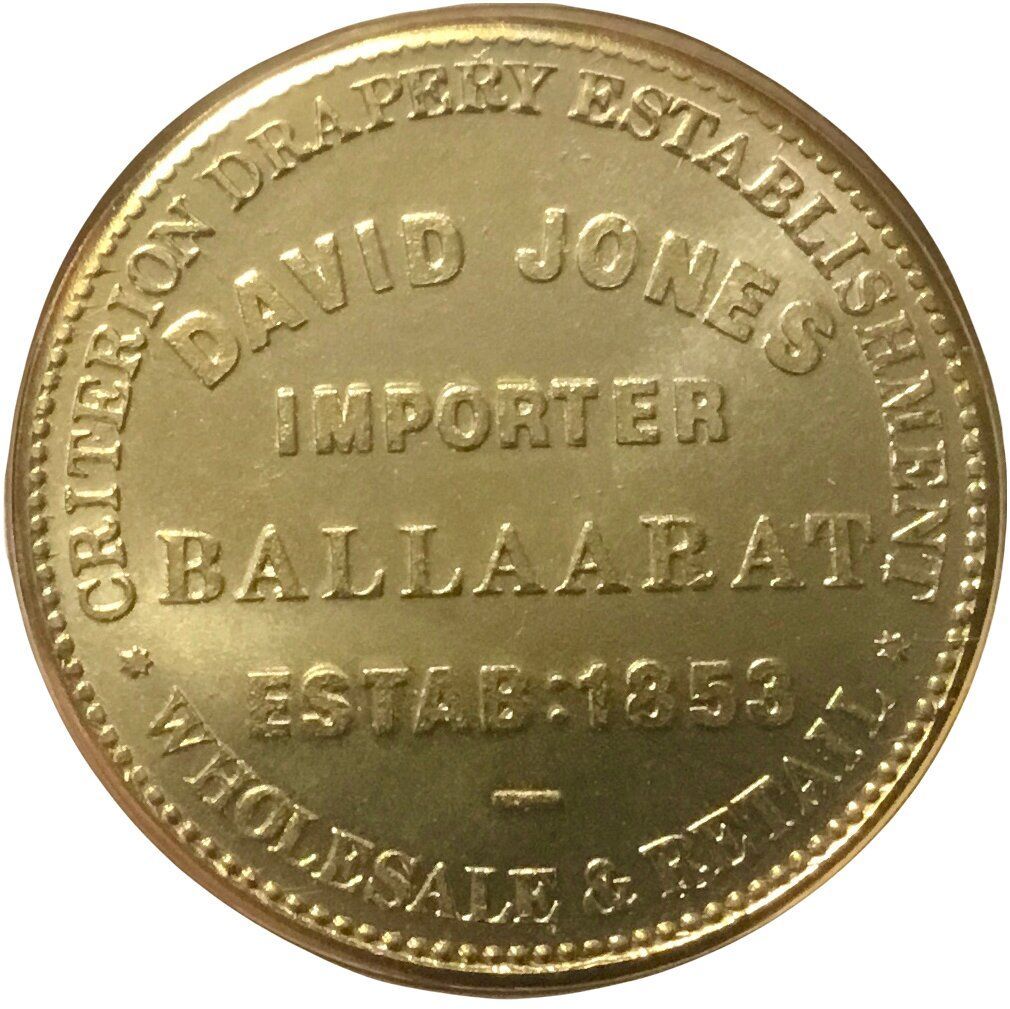 CRITERION DRAPERY ESTABLISHMENT
DAVID JONES
IMPORTER
BALLAARAT
ESTAB: 1853
* WHOLESALE & RETAIL *